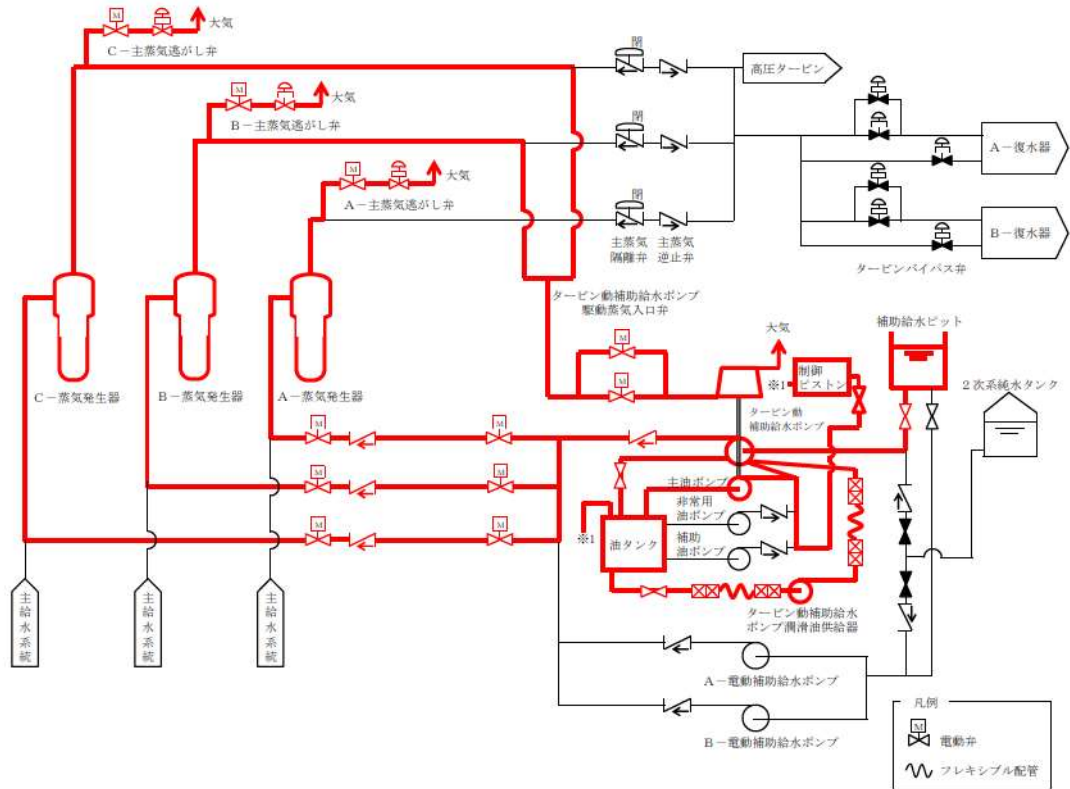 M
大気
C－主蒸気逃がし弁
閉
高圧タービン
M
大気
B－主蒸気逃がし弁
閉
A－復水器
M
大気
A－主蒸気逃がし弁
閉
主蒸気
隔離弁
主蒸気
逆止弁
B－復水器
タービンバイパス弁
タービン動補助給水ポンプ
駆動蒸気入口弁
M
M
大気
補助給水ピット
※1
制御
ピストン
2次系純水タンク
C－蒸気発生器
B－蒸気発生器
A－蒸気発生器
タービン動
補助給水ポンプ
M
M
M
M
M
M
主油ポンプ
非常用
油ポンプ
補助
油ポンプ
※1
油タンク
タービン動補助給水
ポンプ潤滑油供給器
主給水系統
主給水系統
主給水系統
A－電動補助給水ポンプ
B－電動補助給水ポンプ
凡例
M
電動弁
フレキシブル配管